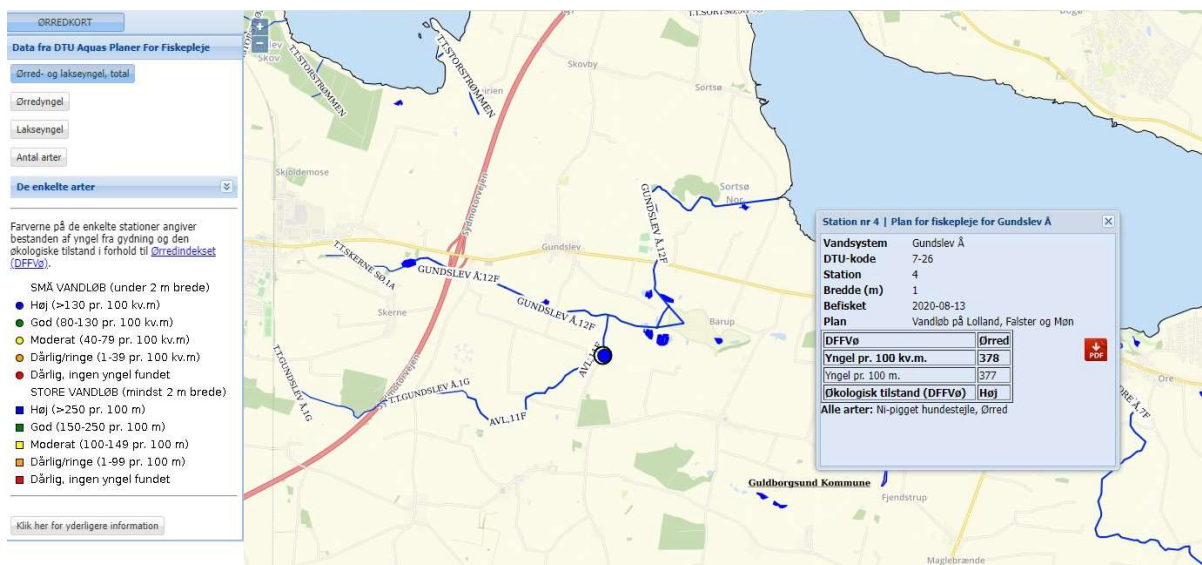 ØRREDKORT
Data fra DTU Aquas Planer For Fiskepleje
Ørred- og lakseyngel, total
Ørredyngel
Lakseyngel
Antal arter
De enkelte arter
Farverne på de enkelte stationer angiver
bestanden af yngel fra gydning og den
økologiske tilstand i forhold til Ørredindekset
(DFFVø).
SMÅ VANDLØB (under 2 m brede)
Høj (>130 pr. 100 kv.m)
God (80-130 pr. 100 kv.m)
Moderat (40-79 pr. 100 kv.m)
Dårlig/ringe (1-39 pr. 100 kv.m)
Dårlig, ingen yngel fundet
STORE VANDLØB (mindst 2 m brede)
Høj (>250 pr. 100 m)
God (150-250 pr. 100 m)
Moderat (100-149 pr. 100 m)
Dårlig/ringe (1-99 pr. 100 m)
Dårlig, ingen yngel fundet
Klik her for yderligere information
+
−
Skov
T.T.STORSTRØMMEN
T.T.STORSTRØMMEN
Skovby
Sortsø
Skjoldemose
Sydmotorvejen
GUNDSLEV Å,12F
Sortsø
Nor
Gundslev
T.T.SKERNE SØ,1A
GUNDSLEV Å,12F
GUNDSLEV Å,12F
Skerne
Barup
AVL,11F
T.T.GUNDSLEV Å,1G
T.T.GUNDSLEV Å,1G
AVL,11F
Guldborgsund Kommune
Fjendstrup
Maglebrænde
Ore
Station nr 4 | Plan for fiskepleje for Gundslev Å
Vandsystem Gundslev Å
DTU-kode 7-26
Station 4
Bredde (m) 1
Befisket 2020-08-13
Plan Vandløb på Lolland, Falster og Møn
DFFVø Ørred
Yngel pr. 100 kv.m. 378
Yngel pr. 100 m. 377
Økologisk tilstand (DFFVø) Høj
Alle arter: Ni-pigget hundestejle, Ørred
PDF